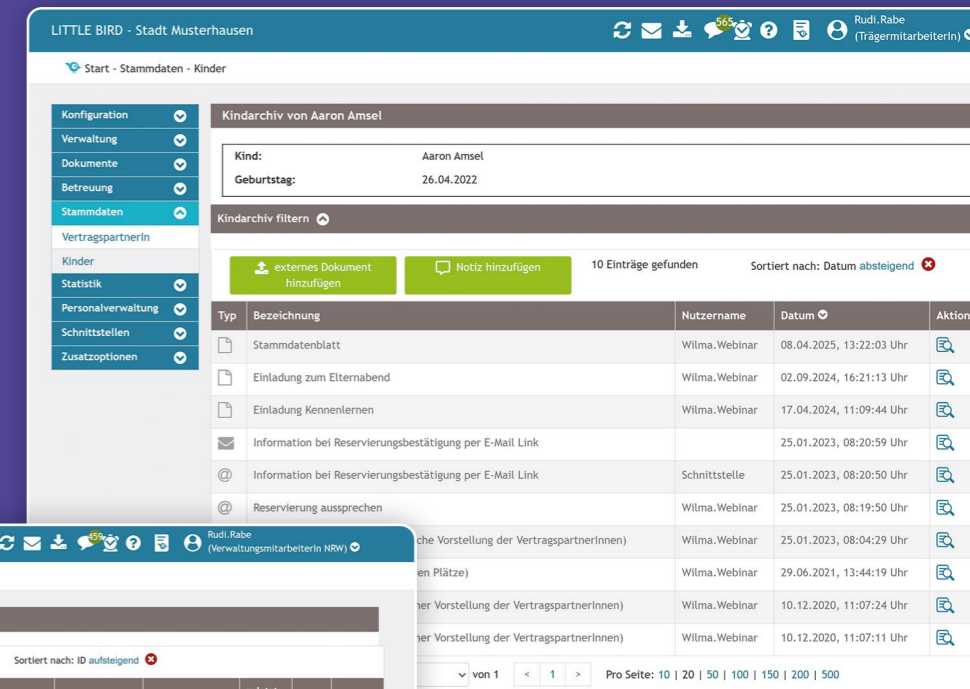 LITTLE BIRD - Stadt Musterhausen
565
Rudi.Rabe
(TrägermitarbeiterIn)
Start - Stammdaten - Kinder
Konfiguration
Verwaltung
Dokumente
Betreuung
Stammdaten
VertragspartnerIn
Kinder
Statistik
Personalverwaltung
Schnittstellen
Zusatzoptionen
Kindarchiv von Aaron Amsel
Kind: Aaron Amsel
Geburtstag: 26.04.2022
Kindarchiv filtern
externes Dokument
hinzufügen
Notiz hinzufügen
10 Einträge gefunden
Sortiert nach: Datum absteigend
Typ Bezeichnung Nutzername Datum Aktion
Stammdatenblatt Wilma.Webinar 08.04.2025, 13:22:03 Uhr
Einladung zum Elternabend Wilma.Webinar 02.09.2024, 16:21:13 Uhr
Einladung Kennenlernen Wilma.Webinar 17.04.2024, 11:09:44 Uhr
Information bei Reservierungsbestätigung per E-Mail Link 25.01.2023, 08:20:59 Uhr
@ Information bei Reservierungsbestätigung per E-Mail Link Schnittstelle 25.01.2023, 08:20:50 Uhr
@ Reservierung aussprechen Wilma.Webinar 25.01.2023, 08:19:50 Uhr
che Vorstellung der VertragspartnerInnen) Wilma.Webinar 25.01.2023, 08:04:29 Uhr
en Plätze) Wilma.Webinar 29.06.2021, 13:44:19 Uhr
her Vorstellung der VertragspartnerInnen) Wilma.Webinar 10.12.2020, 11:07:24 Uhr
her Vorstellung der VertragspartnerInnen) Wilma.Webinar 10.12.2020, 11:07:11 Uhr
von 1 < 1 > Pro Seite: 10 | 20 | 50 | 100 | 150 | 200 | 500
459
Rudi.Rabe
(VerwaltungsmitarbeiterIn NRW)
Sortiert nach: ID aufsteigend